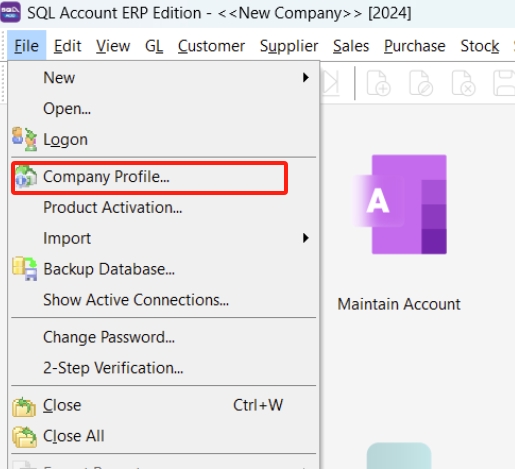 SQL Account ERP Edition - <<New Company>> [2024]
File Edit View GL Customer Supplier Sales Purchase Stock
New
Open...
Logon
Company Profile...
Product Activation...
Import
Backup Database...
Show Active Connections...
Change Password...
2-Step Verification...
Close Ctrl+W
Close All
A
Maintain Account